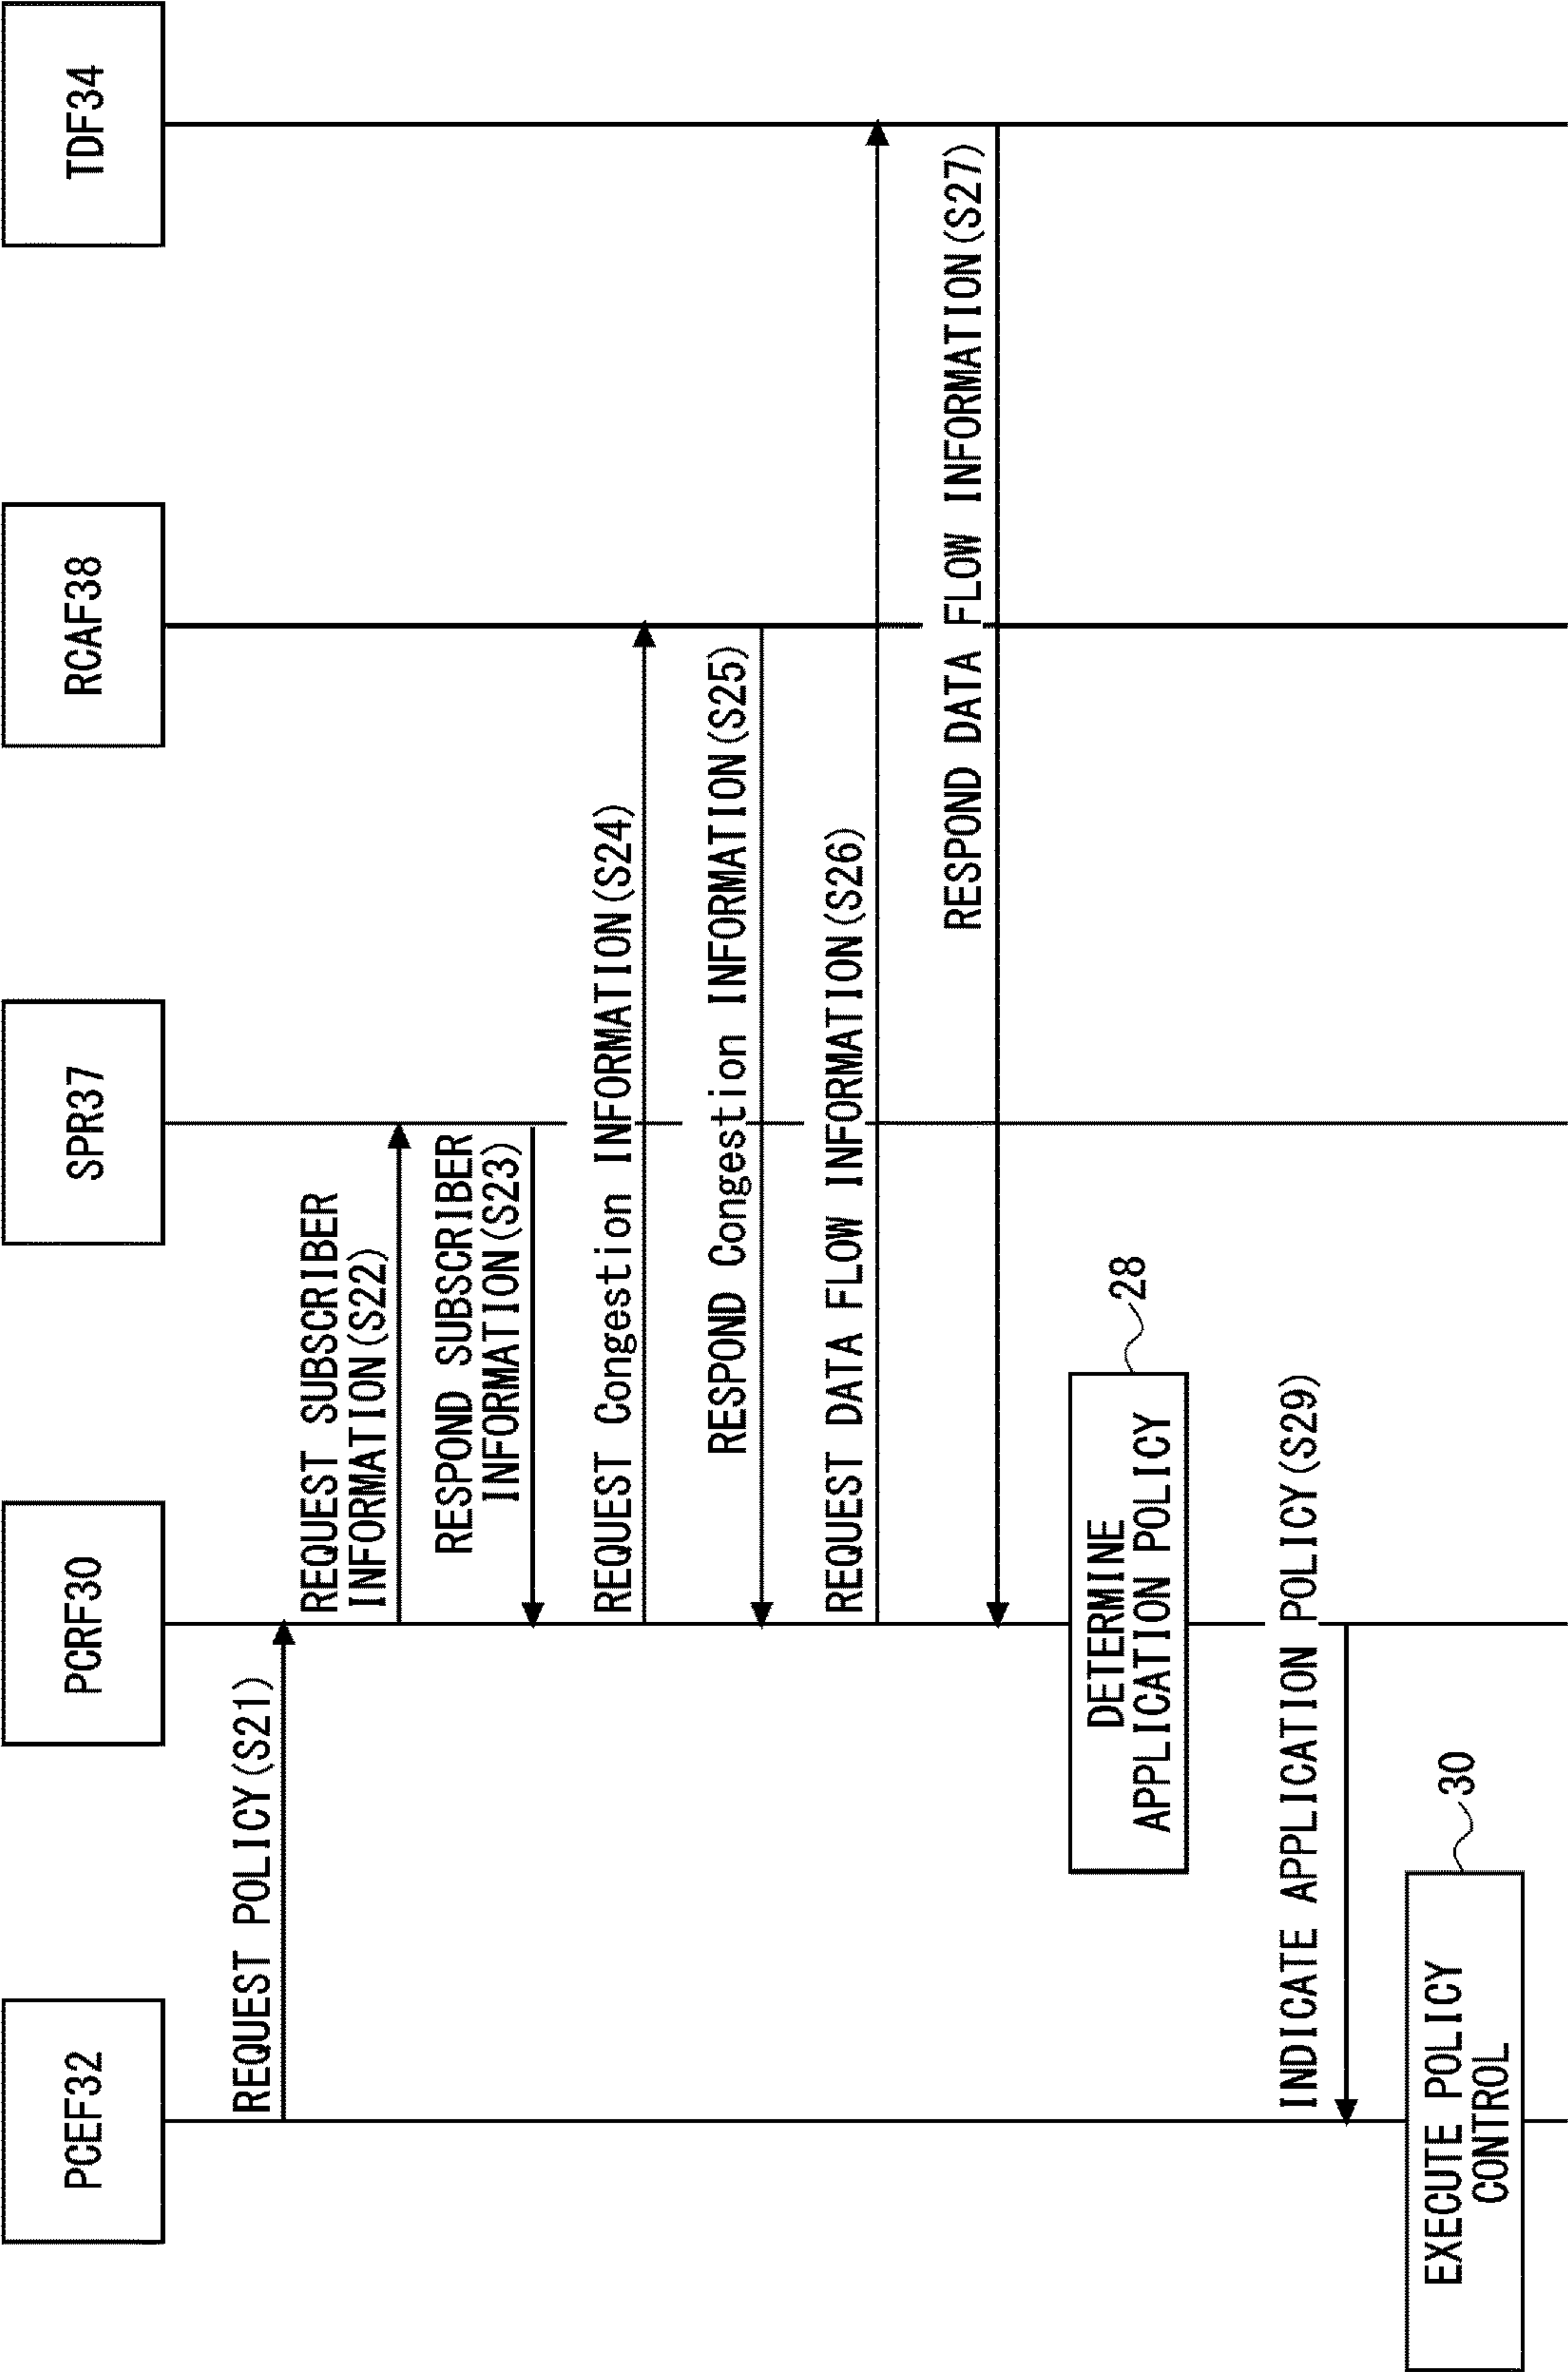 PCEF32
PCRF30
SPR37
RCAF38
TDF34
REQUEST POLICY(S21)
REQUEST SUBSCRIBER
INFORMATION(S22)
RESPOND SUBSCRIBER
INFORMATION(S23)
REQUEST Congestion INFORMATION(S24)
RESPOND Congestion INFORMATION(S25)
REQUEST DATA FLOW INFORMATION(S26)
RESPOND DATA FLOW INFORMATION(S27)
DETERMINE
APPLICATION POLICY
28
INDICATE APPLICATION POLICY(S29)
EXECUTE POLICY
CONTROL
30